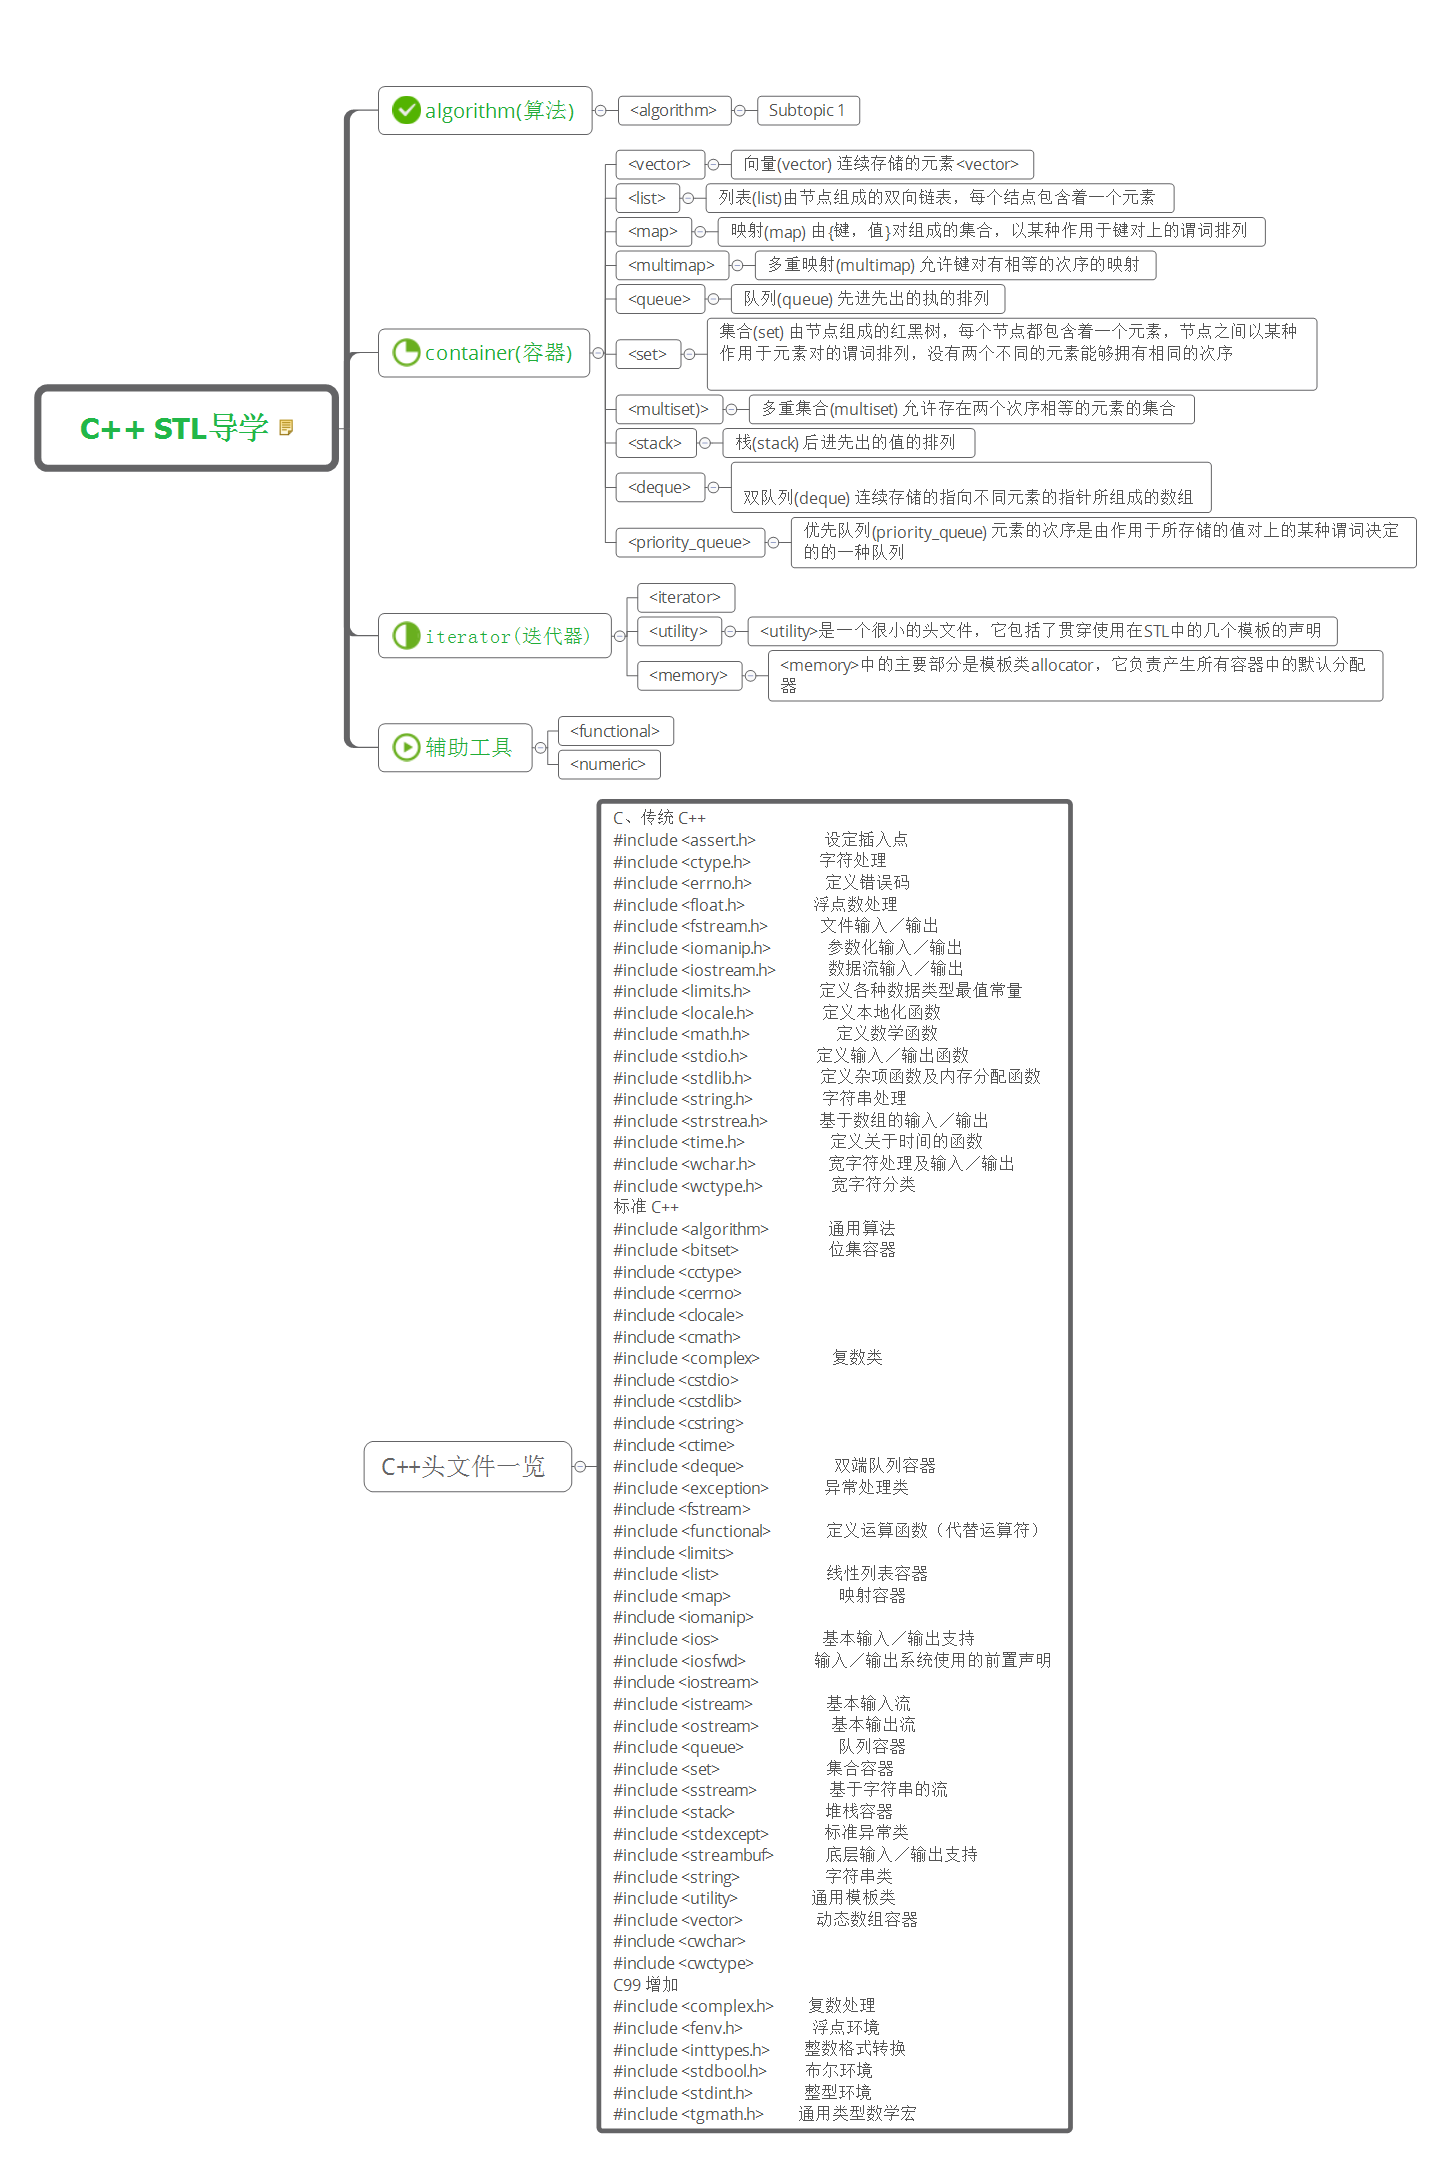 C++ STL导学
algorithm(算法)
<algorithm>
Subtopic 1
container(容器)
<vector>
向量(vector) 连续存储的元素<vector>
<list>
列表(list)由节点组成的双向链表，每个结点包含着一个元素
<map>
映射(map) 由{键，值}对组成的集合，以某种作用于键对上的谓词排列
<multimap>
多重映射(multimap) 允许键对有相等的次序的映射
<queue>
队列(queue) 先进先出的执的排列
<set>
集合(set) 由节点组成的红黑树，每个节点都包含着一个元素，节点之间以某种
作用于元素对的谓词排列，没有两个不同的元素能够拥有相同的次序
<multiset)>
多重集合(multiset) 允许存在两个次序相等的元素的集合
<stack>
栈(stack) 后进先出的值的排列
<deque>
双队列(deque) 连续存储的指向不同元素的指针所组成的数组
<priority_queue>
优先队列(priority_queue) 元素的次序是由作用于所存储的值对上的某种谓词决定
的的一种队列
iterator(迭代器)
<iterator>
<utility>
<utility>是一个很小的头文件，它包括了贯穿使用在STL中的几个模板的声明
<memory>
<memory>中的主要部分是模板类allocator，它负责产生所有容器中的默认分配
器
辅助工具
<functional>
<numeric>
C++头文件一览
C、传统 C++
#include <assert.h> 设定插入点
#include <ctype.h> 字符处理
#include <errno.h> 定义错误码
#include <float.h> 浮点数处理
#include <fstream.h> 文件输入／输出
#include <iomanip.h> 参数化输入／输出
#include <iostream.h> 数据流输入／输出
#include <limits.h> 定义各种数据类型最值常量
#include <locale.h> 定义本地化函数
#include <math.h> 定义数学函数
#include <stdio.h> 定义输入／输出函数
#include <stdlib.h> 定义杂项函数及内存分配函数
#include <string.h> 字符串处理
#include <strstrea.h> 基于数组的输入／输出
#include <time.h> 定义关于时间的函数
#include <wchar.h> 宽字符处理及输入／输出
#include <wctype.h> 宽字符分类
标准 C++
#include <algorithm> 通用算法
#include <bitset> 位集容器
#include <cctype>
#include <cerrno>
#include <clocale>
#include <cmath>
#include <complex> 复数类
#include <cstdio>
#include <cstdlib>
#include <cstring>
#include <ctime>
#include <deque> 双端队列容器
#include <exception> 异常处理类
#include <fstream>
#include <functional> 定义运算函数（代替运算符）
#include <limits>
#include <list> 线性列表容器
#include <map> 映射容器
#include <iomanip>
#include <ios> 基本输入／输出支持
#include <iosfwd> 输入／输出系统使用的前置声明
#include <iostream>
#include <istream> 基本输入流
#include <ostream> 基本输出流
#include <queue> 队列容器
#include <set> 集合容器
#include <sstream> 基于字符串的流
#include <stack> 堆栈容器
#include <stdexcept> 标准异常类
#include <streambuf> 底层输入／输出支持
#include <string> 字符串类
#include <utility> 通用模板类
#include <vector> 动态数组容器
#include <cwchar>
#include <cwctype>
C99 增加
#include <complex.h> 复数处理
#include <fenv.h> 浮点环境
#include <inttypes.h> 整数格式转换
#include <stdbool.h> 布尔环境
#include <stdint.h> 整型环境
#include <tgmath.h> 通用类型数学宏